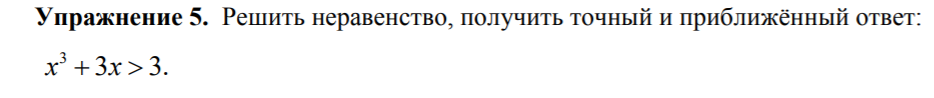 Упражнение 5. Решить неравенство, получить точный и приближённый ответ:
x³ + 3x > 3.